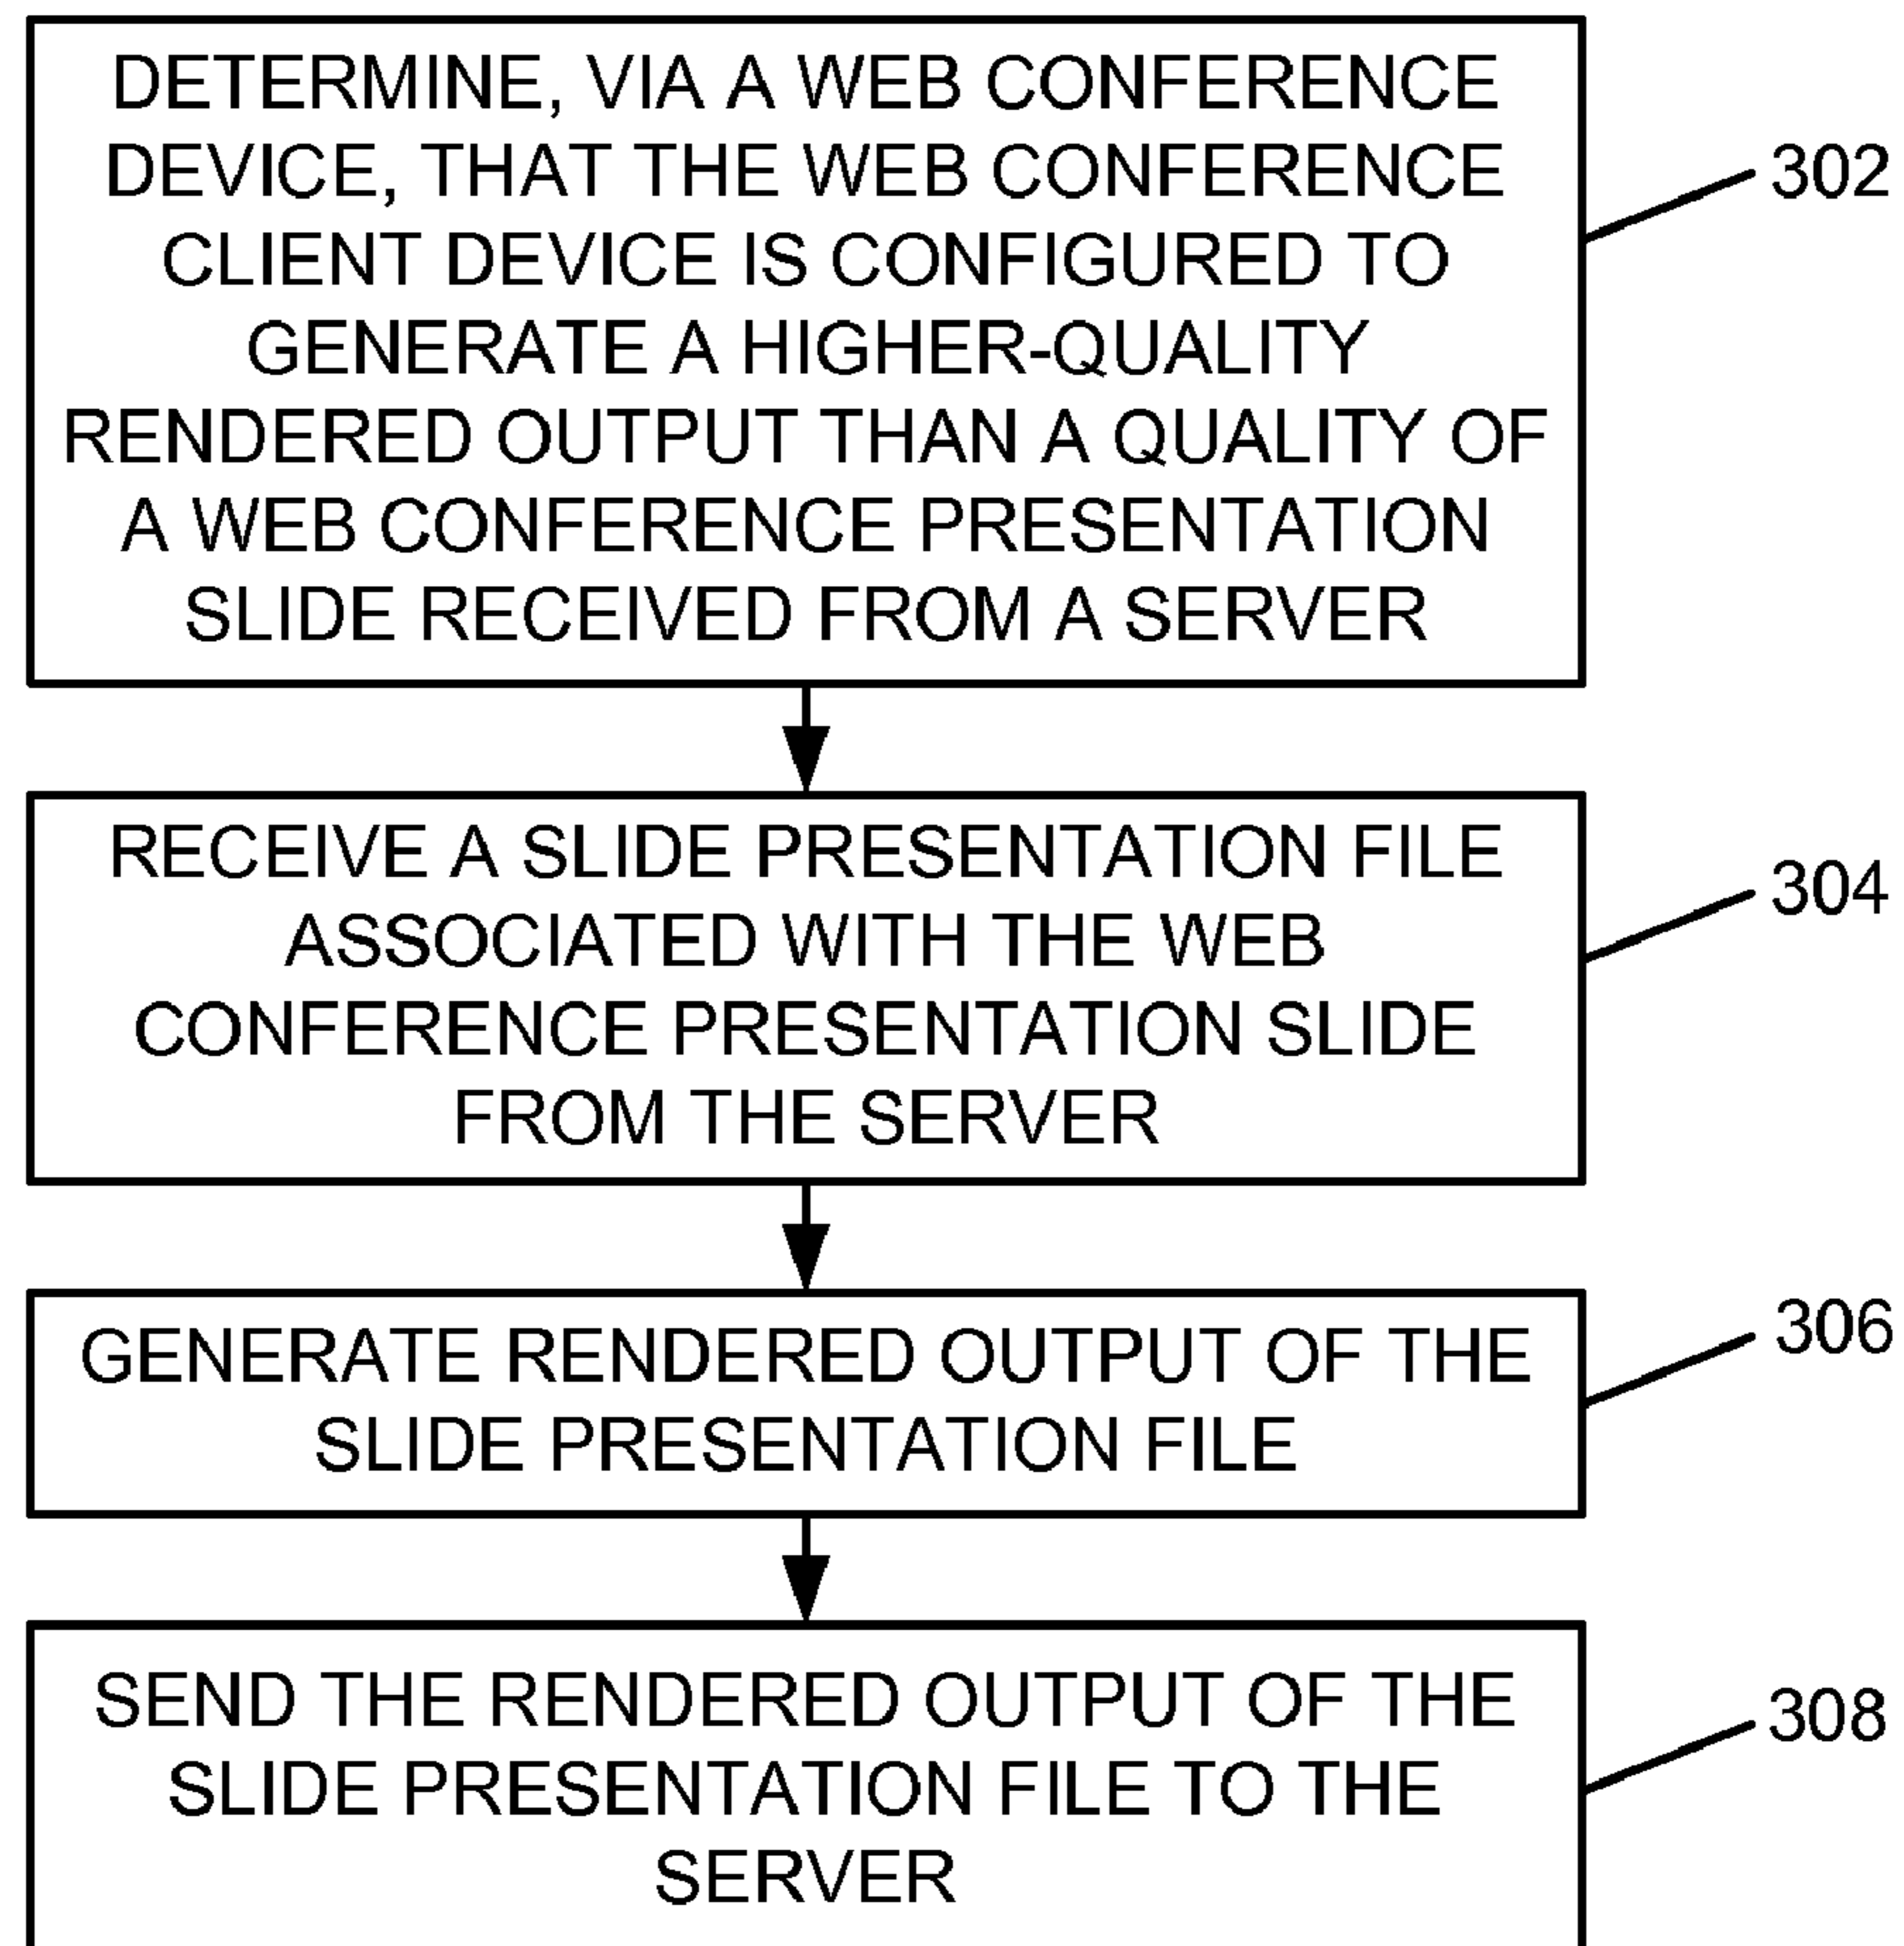 DETERMINE, VIA A WEB CONFERENCE
DEVICE, THAT THE WEB CONFERENCE
CLIENT DEVICE IS CONFIGURED TO
GENERATE A HIGHER-QUALITY
RENDERED OUTPUT THAN A QUALITY OF
A WEB CONFERENCE PRESENTATION
SLIDE RECEIVED FROM A SERVER
302
RECEIVE A SLIDE PRESENTATION FILE
ASSOCIATED WITH THE WEB
CONFERENCE PRESENTATION SLIDE
FROM THE SERVER
304
GENERATE RENDERED OUTPUT OF THE
SLIDE PRESENTATION FILE
306
SEND THE RENDERED OUTPUT OF THE
SLIDE PRESENTATION FILE TO THE
SERVER
308